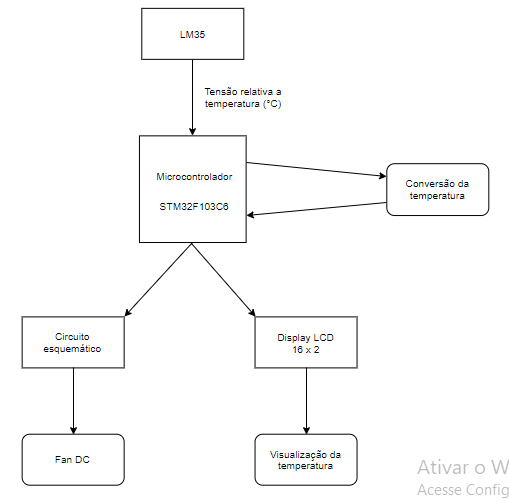 LM35
Tensão relativa a
temperatura (°C)
Microcontrolador
STM32F103C6
Conversão da
temperatura
Circuito
esquemático
Display LCD
16 x 2
Fan DC
Visualização da
temperatura
Ativar o W
Acesse Config